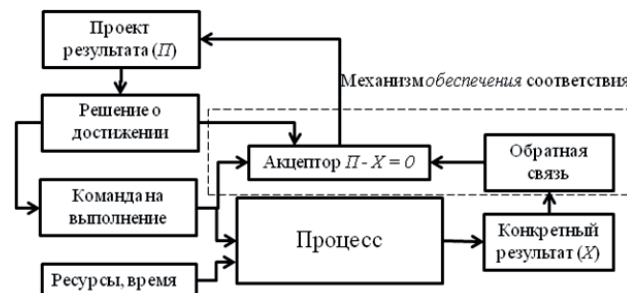 Проект
результата (П)
Механизм обеспечения соответствия
Решение о
достижении
Акцептор П - X = 0
Обратная
связь
Команда на
выполнение
Процесс
Конкретный
результат (X)
Ресурсы, время